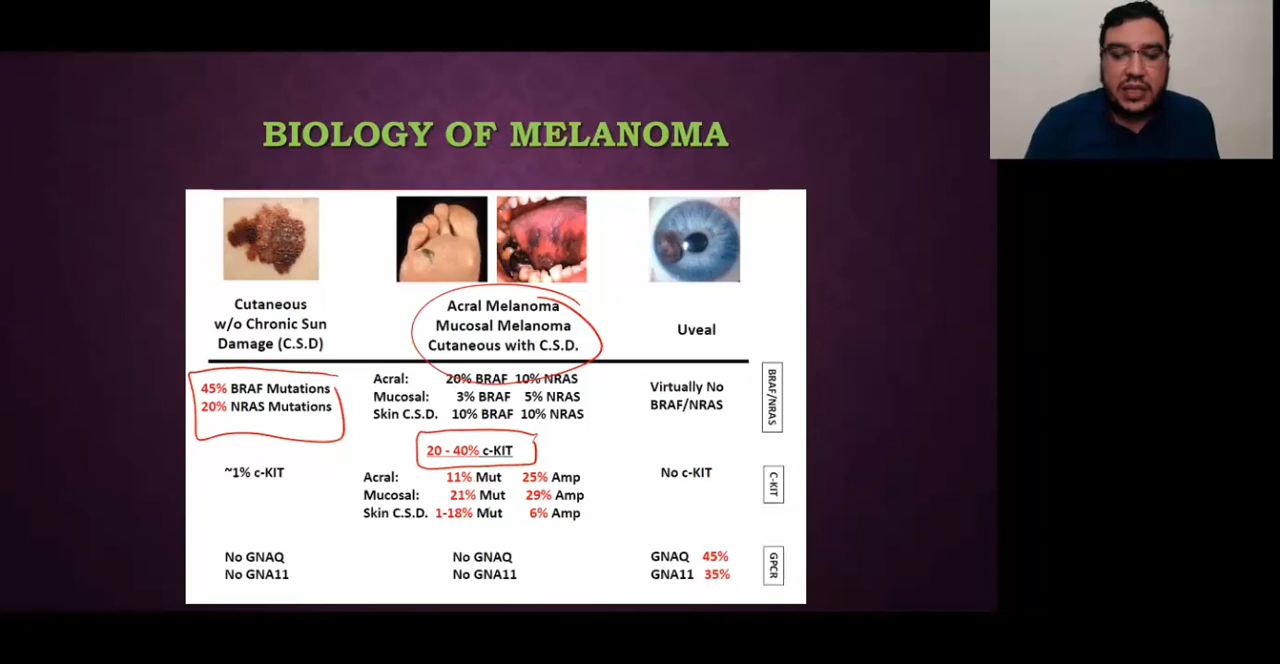 BIOLOGY OF MELANOMA
Cutaneous
w/o Chronic Sun
Damage (C.S.D)
Acral Melanoma
Mucosal Melanoma
Cutaneous with C.S.D.
Uveal
45% BRAF Mutations
20% NRAS Mutations
Acral: 20% BRAF 10% NRAS
Mucosal: 3% BRAF 5% NRAS
Skin C.S.D. 10% BRAF 10% NRAS
Virtually No
BRAF/NRAS
BRAF/NRAS
~1% c-KIT
20 - 40% c-KIT
Acral: 11% Mut 25% Amp
Mucosal: 21% Mut 29% Amp
Skin C.S.D. 1-18% Mut 6% Amp
No c-KIT
C-KIT
No GNAQ
No GNA11
No GNAQ
No GNA11
GNAQ 45%
GNA11 35%
GPCR